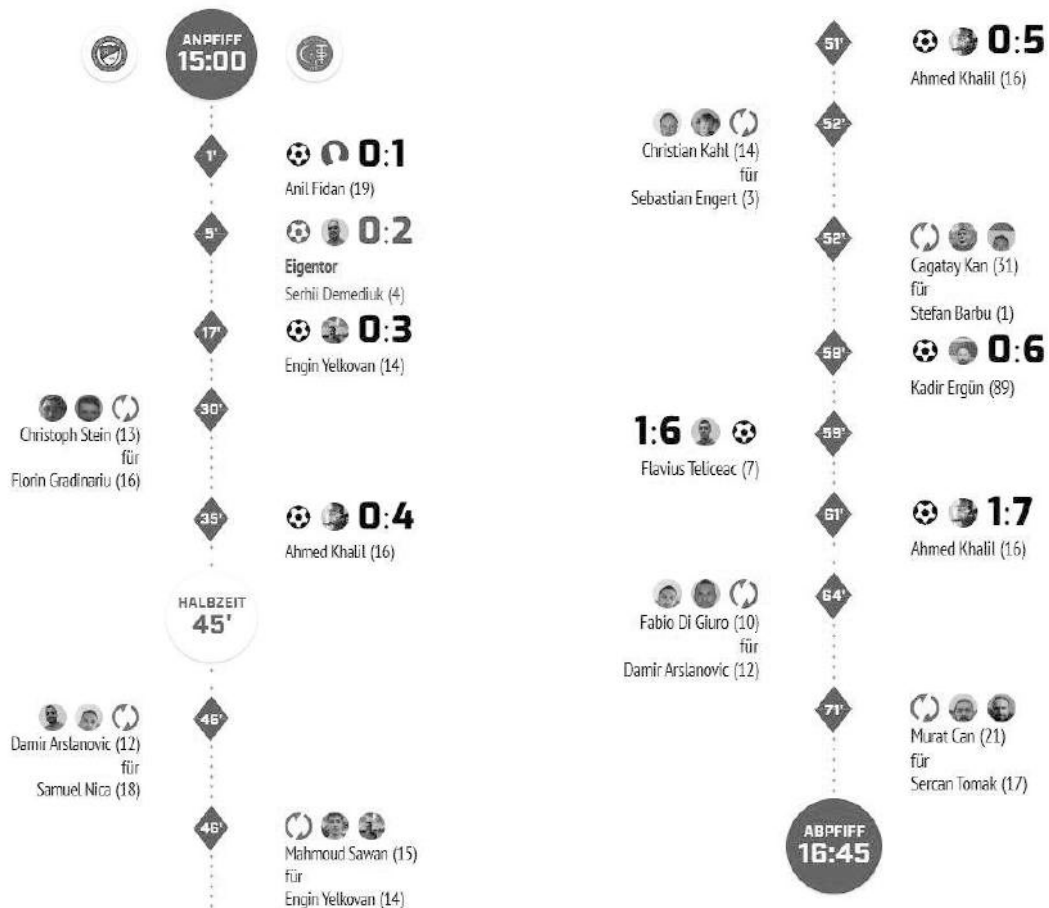 ANPFIFF
15:00
1'
0:1
Anil Fidan (19)
5'
0:2
Eigentor
Serhii Demediuk (4)
17'
0:3
Engin Yelkovan (14)
30'
Christoph Stein (13)
für
Florin Gradinariu (16)
35'
0:4
Ahmed Khalil (16)
HALBZEIT
45'
46'
Damir Arslanovic (12)
für
Samuel Nica (18)
46'
Mahmoud Sawan (15)
für
Engin Yelkovan (14)
51'
0:5
Ahmed Khalil (16)
52'
Christian Kahl (14)
für
Sebastian Engert (3)
52'
Cagatay Kan (31)
für
Stefan Barbu (1)
59'
0:6
Kadir Ergün (89)
1:6
59'
Flavius Teliceac (7)
61'
1:7
Ahmed Khalil (16)
64'
Fabio Di Giuro (10)
für
Damir Arslanovic (12)
71'
Murat Can (21)
für
Sercan Tomak (17)
ABPFIFF
16:45